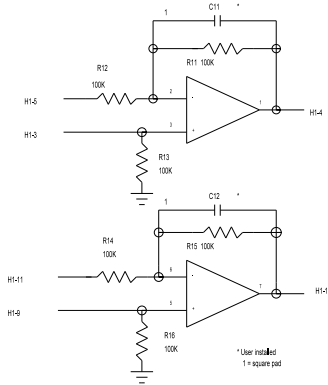 1 C11 *
R12 R11 100K
100K
H1-5 2 -
1 H1-4
H1-3 3 +
R13
100K
1 C12 *
R14 R15 100K
100K
H1-11 6 -
7 H1-1
H1-9 5 +
R16
100K
* User installed
1 = square pad